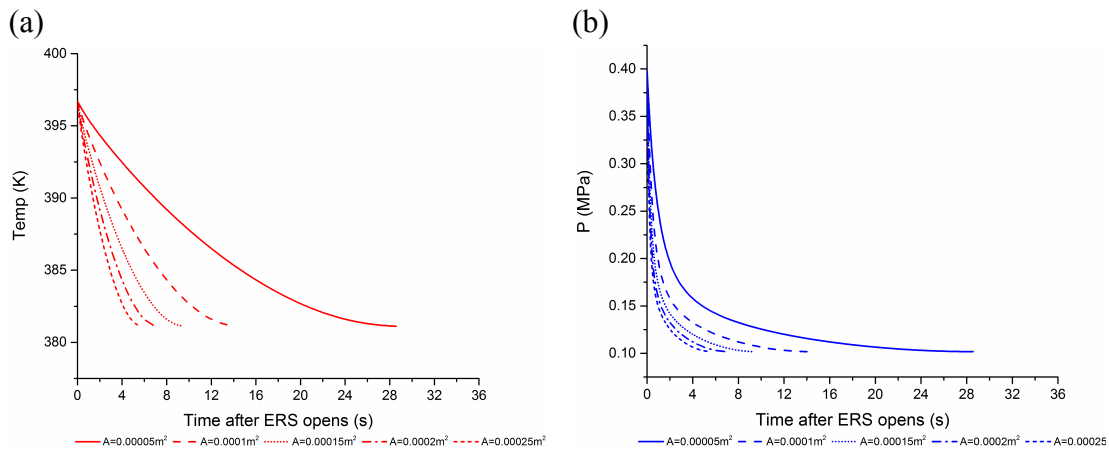 (a)
(b)
Temp (K)
400
395
390
385
380
0 4 8 12 16 20 24 28 32 36
Time after ERS opens (s)
A=0.00005m² A=0.0001m² A=0.00015m² A=0.0002m² A=0.00025m²
P (MPa)
0.40
0.35
0.30
0.25
0.20
0.15
0.10
0 4 8 12 16 20 24 28 32 36
Time after ERS opens (s)
A=0.00005m² A=0.0001m² A=0.00015m² A=0.0002m² A=0.00025